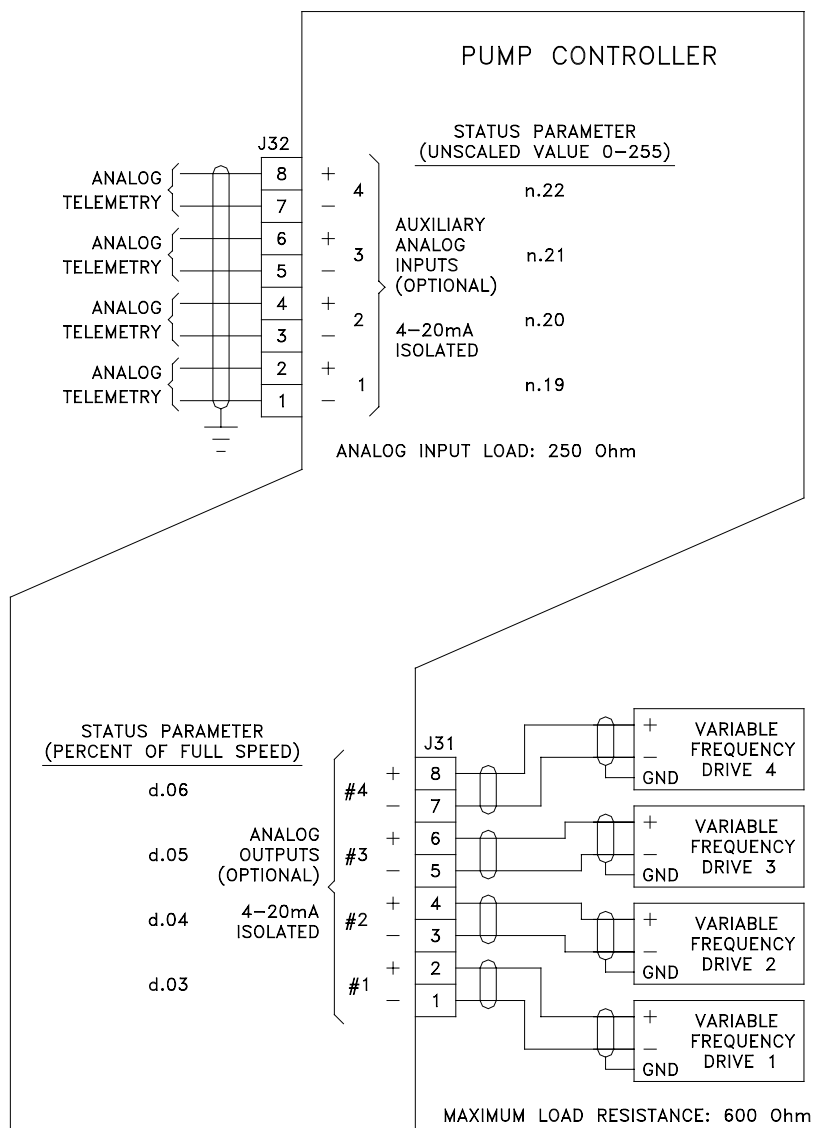 PUMP CONTROLLER
STATUS PARAMETER
(UNSCALED VALUE 0-255)
J32
ANALOG
TELEMETRY
8
+
7
-
4
n.22
ANALOG
TELEMETRY
6
+
5
-
3
n.21
ANALOG
TELEMETRY
4
+
3
-
2
n.20
ANALOG
TELEMETRY
2
+
1
-
1
n.19
AUXILIARY
ANALOG
INPUTS
(OPTIONAL)
4-20mA
ISOLATED
ANALOG INPUT LOAD: 250 Ohm
STATUS PARAMETER
(PERCENT OF FULL SPEED)
d.06
d.05
d.04
d.03
ANALOG
OUTPUTS
(OPTIONAL)
4-20mA
ISOLATED
J31
#4
+
8
-
7
#3
+
6
-
5
#2
+
4
-
3
#1
+
2
-
1
+
-
GND
VARIABLE
FREQUENCY
DRIVE 4
+
-
GND
VARIABLE
FREQUENCY
DRIVE 3
+
-
GND
VARIABLE
FREQUENCY
DRIVE 2
+
-
GND
VARIABLE
FREQUENCY
DRIVE 1
MAXIMUM LOAD RESISTANCE: 600 Ohm